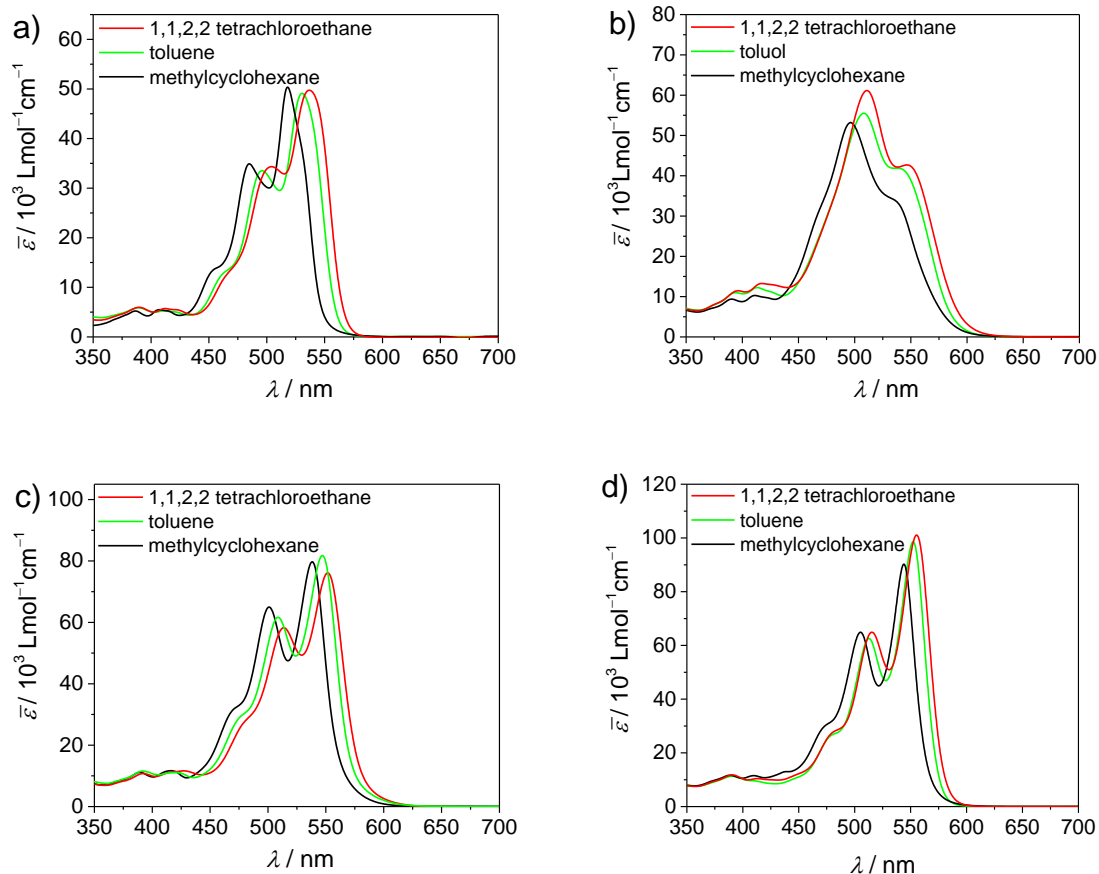 a)
1,1,2,2 tetrachloroethane
toluene
methylcyclohexane
ε̅ / 10³ Lmol⁻¹cm⁻¹
60
50
40
30
20
10
0
350 400 450 500 550 600 650 700
λ / nm
b)
1,1,2,2 tetrachloroethane
toluol
methylcyclohexane
ε̅ / 10³Lmol⁻¹cm⁻¹
80
70
60
50
40
30
20
10
0
350 400 450 500 550 600 650 700
λ / nm
c)
1,1,2,2 tetrachloroethane
toluene
methylcyclohexane
ε̅ / 10³ Lmol⁻¹cm⁻¹
100
80
60
40
20
0
350 400 450 500 550 600 650 700
λ / nm
d)
1,1,2,2 tetrachloroethane
toluene
methylcyclohexane
ε̅ / 10³ Lmol⁻¹cm⁻¹
120
100
80
60
40
20
0
350 400 450 500 550 600 650 700
λ / nm